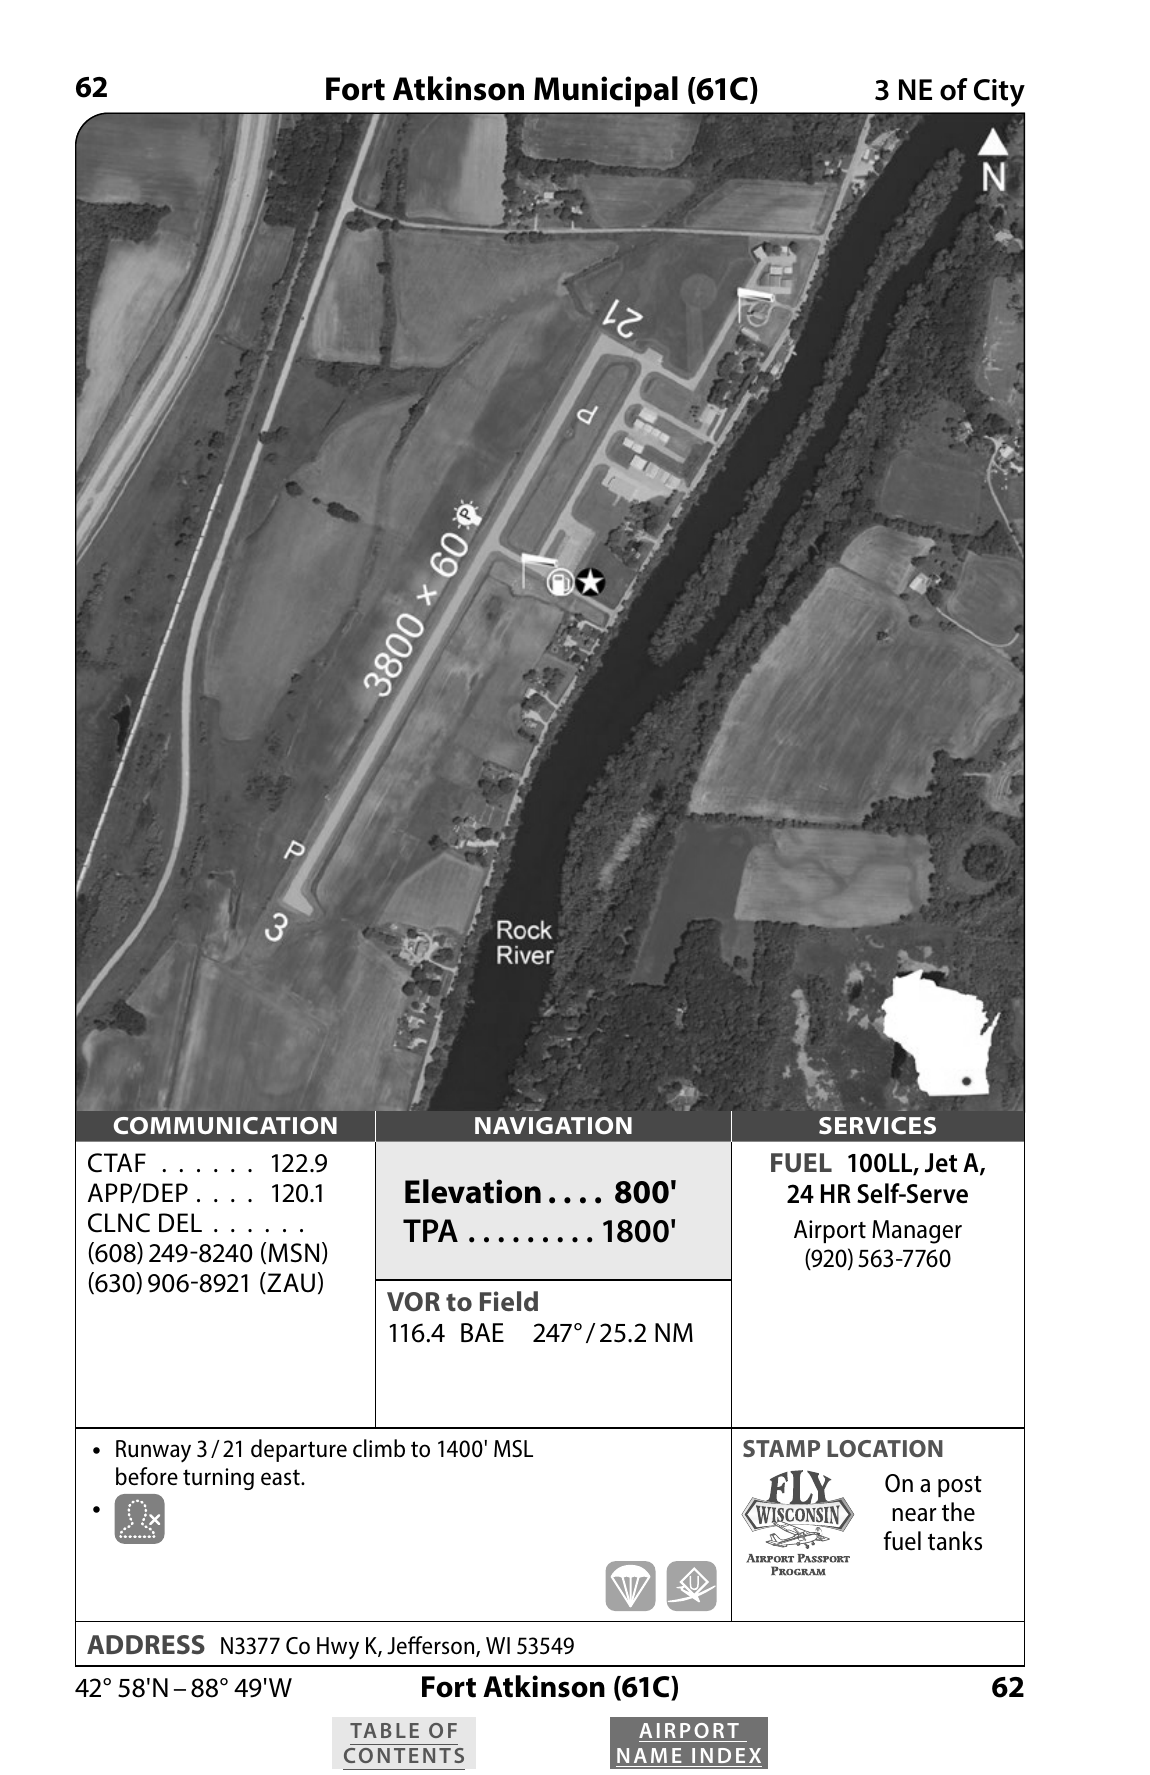 62 Fort Atkinson Municipal (61C) 3 NE of City
N
21
P
P
3800 x 60
P
3
Rock
River
COMMUNICATION NAVIGATION SERVICES
CTAF . . . . . . 122.9
APP/DEP . . . . 120.1
CLNC DEL . . . . . .
(608) 249-8240 (MSN)
(630) 906-8921 (ZAU)
Elevation . . . . 800'
TPA . . . . . . . . . 1800'
VOR to Field
116.4 BAE 247° / 25.2 NM
FUEL 100LL, Jet A,
24 HR Self-Serve
Airport Manager
(920) 563-7760
• Runway 3 / 21 departure climb to 1400' MSL
before turning east.
•
U
STAMP LOCATION
FLY
WISCONSIN
AIRPORT PASSPORT
PROGRAM
On a post
near the
fuel tanks
ADDRESS N3377 Co Hwy K, Jefferson, WI 53549
42° 58'N – 88° 49'W Fort Atkinson (61C) 62
TABLE OF
CONTENTS
AIRPORT
NAME INDEX